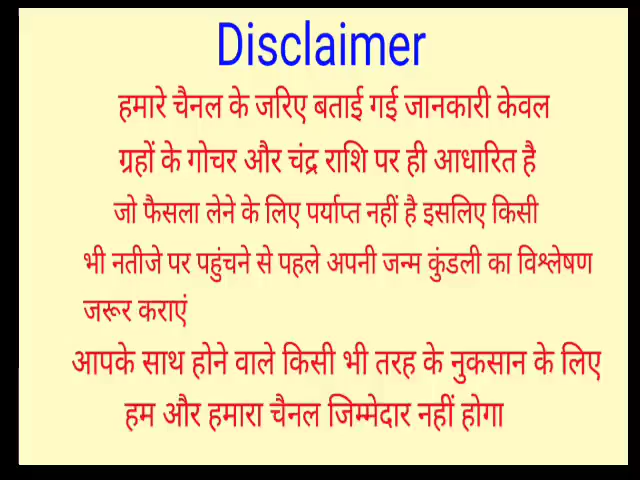 Disclaimer
हमारे चैनल के जरिए बताई गई जानकारी केवल
ग्रहों के गोचर और चंद्र राशि पर ही आधारित है
जो फैसला लेने के लिए पर्याप्त नहीं है इसलिए किसी
भी नतीजे पर पहुंचने से पहले अपनी जन्म कुंडली का विश्लेषण
जरूर कराएं
आपके साथ होने वाले किसी भी तरह के नुकसान के लिए
हम और हमारा चैनल जिम्मेदार नहीं होगा